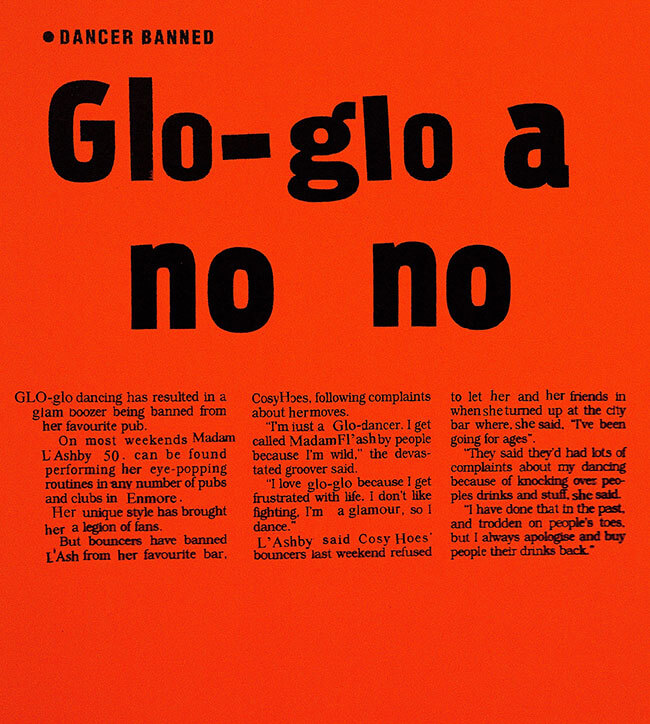 ● DANCER BANNED
Glo-glo a
no no
GLO-glo dancing has resulted in a
glam boozer being banned from
her favourite pub.
On most weekends Madam
L'Ashby 50. can be found
performing her eye-popping
routines in any number of pubs
and clubs in Enmore.
Her unique style has brought
her a legion of fans.
But bouncers have banned
L'Ash from her favourite bar,
CosyHoes, following complaints
about hermoves.
"I'm just a Glo-dancer. I get
called MadamFl'ash by people
because I'm wild," the devas-
tated groover said.
"I love glo-glo because I get
frustrated with life. I don't like
fighting, I'm a glamour, so I
dance."
L'Ashby said Cosy Hoes'
bouncers last weekend refused
to let her and her friends in
when she turned up at the city
bar where, she said, "I've been
going for ages".
"They said they'd had lots of
complaints about my dancing
because of knocking over peo-
ples drinks and stuff, she said.
"I have done that in the past,
and trodden on people's toes,
but I always apologise and buy
people their drinks back."